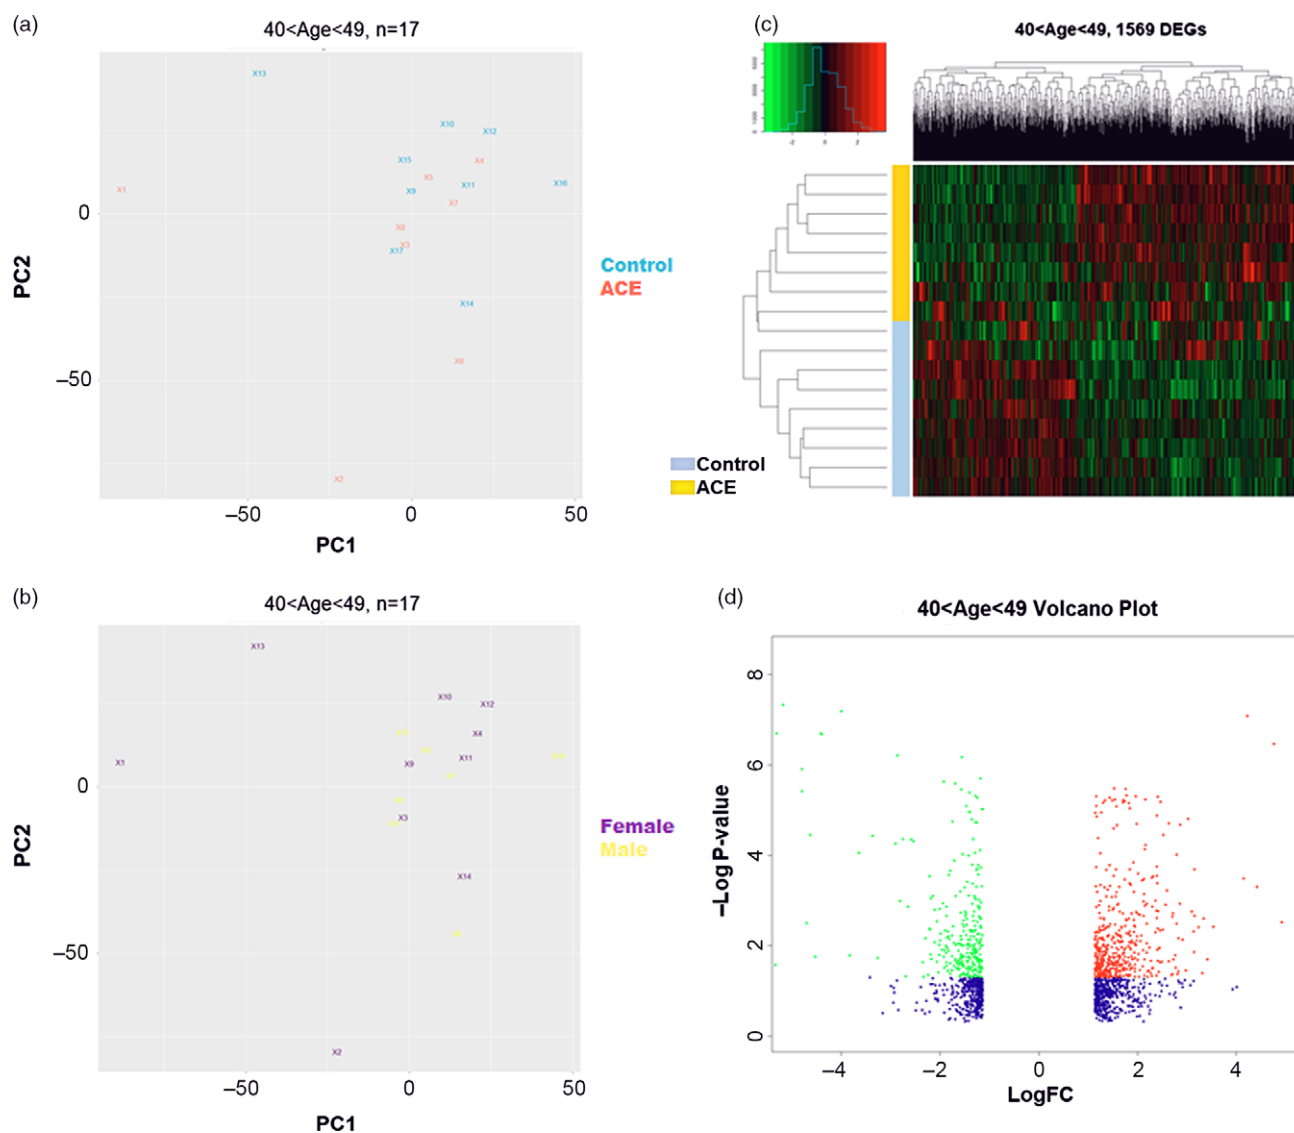 (a)
40<Age<49, n=17
X13
X10
X12
X15
X4
X5
X11
X16
X1
X9
X7
X3
X17
X14
X2
0
–50
PC2
–50
0
50
PC1
Control
ACE
(b)
40<Age<49, n=17
X13
X10
X12
X4
X11
X1
X9
X3
X14
X2
0
–50
PC2
–50
0
50
PC1
Female
Male
(c)
40<Age<49, 1569 DEGs
Control
ACE
(d)
40<Age<49 Volcano Plot
8
6
4
2
0
–Log P-value
–4
–2
0
2
4
LogFC